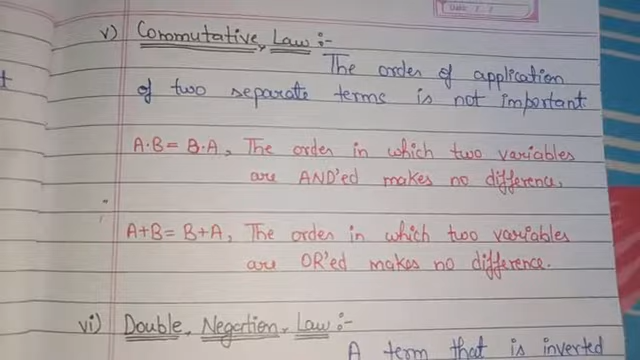 v) Commutative, Law :-
The order of application
of two separate terms is not important
A·B = B·A, The order in which two variables
are AND'ed makes no difference.
A+B = B+A, The order in which two variables
are OR'ed makes no difference.
vi) Double, Negation, Law :-
A term that is inverted